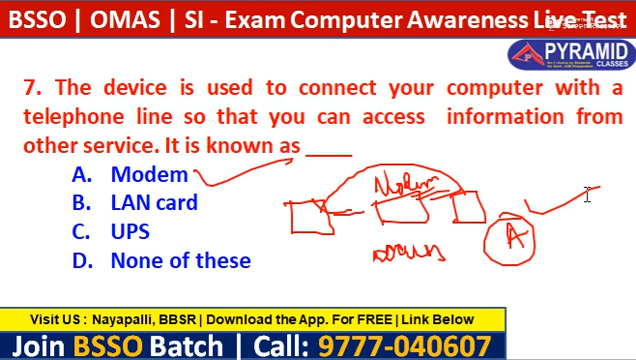 BSSO | OMAS | SI - Exam Computer Awareness Live Test
PYRAMID
CLASSES
7. The device is used to connect your computer with a
telephone line so that you can access information from
other service. It is known as ____
A. Modem
B. LAN card
C. UPS
D. None of these
Modem
A
Visit US : Nayapalli, BBSR | Download the App. For FREE | Link Below
Join BSSO Batch | Call: 9777-040607